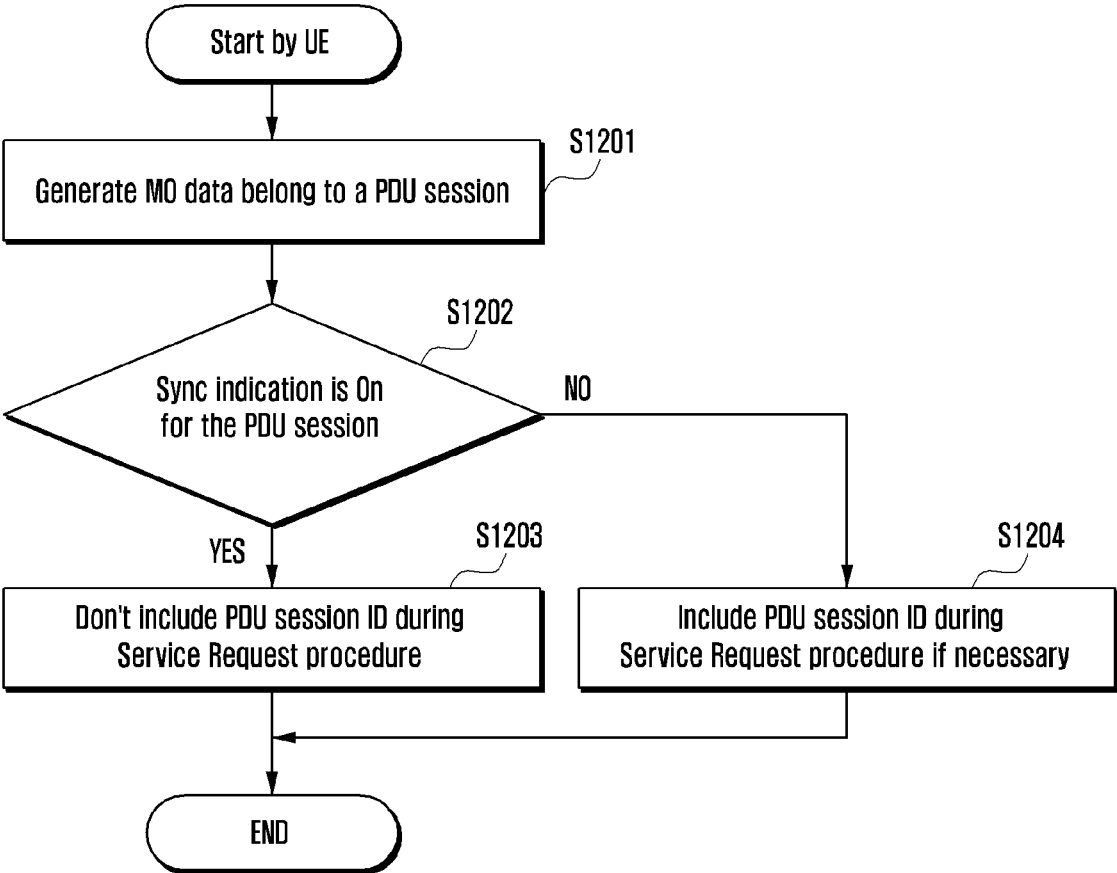 Start by UE
S1201
Generate MO data belong to a PDU session
S1202
Sync indication is On
for the PDU session
NO
YES
S1203
S1204
Don't include PDU session ID during
Service Request procedure
Include PDU session ID during
Service Request procedure if necessary
END